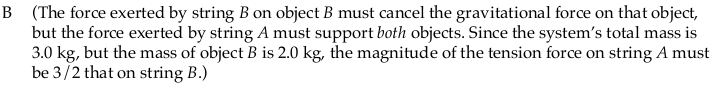 B (The force exerted by string B on object B must cancel the gravitational force on that object,
but the force exerted by string A must support both objects. Since the system's total mass is
3.0 kg, but the mass of object B is 2.0 kg, the magnitude of the tension force on string A must
be 3/2 that on string B.)